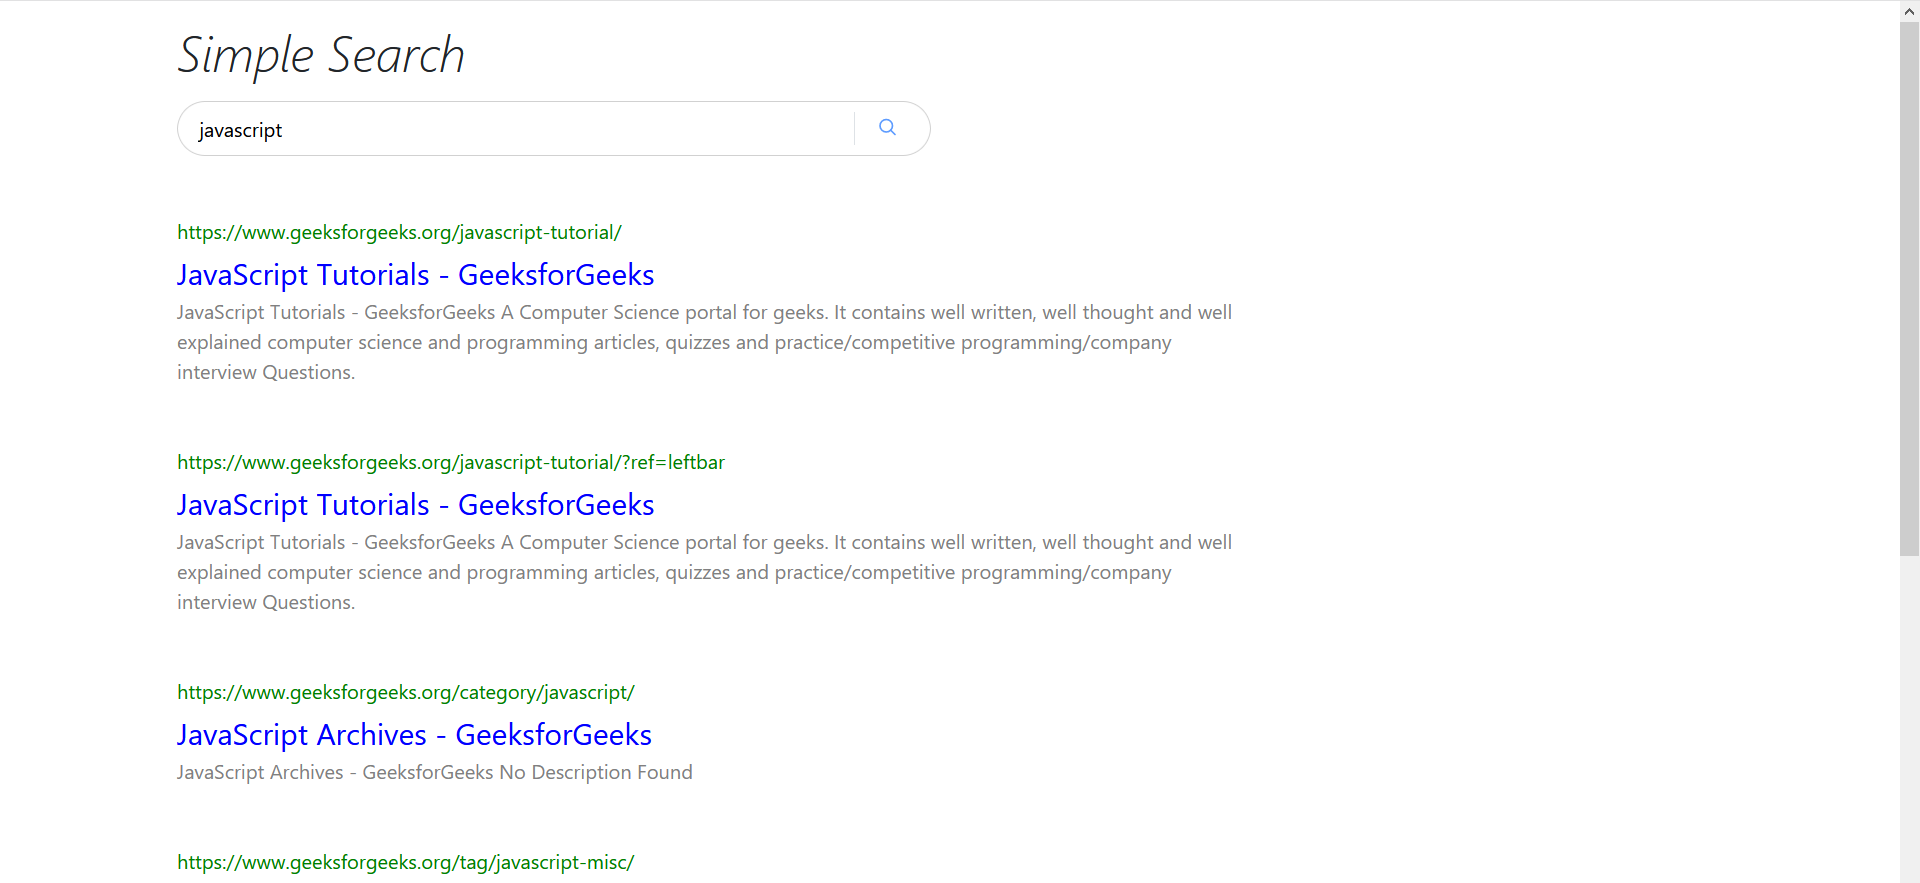 Simple Search
javascript
https://www.geeksforgeeks.org/javascript-tutorial/
JavaScript Tutorials - GeeksforGeeks
JavaScript Tutorials - GeeksforGeeks A Computer Science portal for geeks. It contains well written, well thought and well
explained computer science and programming articles, quizzes and practice/competitive programming/company
interview Questions.
https://www.geeksforgeeks.org/javascript-tutorial/?ref=leftbar
JavaScript Tutorials - GeeksforGeeks
JavaScript Tutorials - GeeksforGeeks A Computer Science portal for geeks. It contains well written, well thought and well
explained computer science and programming articles, quizzes and practice/competitive programming/company
interview Questions.
https://www.geeksforgeeks.org/category/javascript/
JavaScript Archives - GeeksforGeeks
JavaScript Archives - GeeksforGeeks No Description Found
https://www.geeksforgeeks.org/tag/javascript-misc/